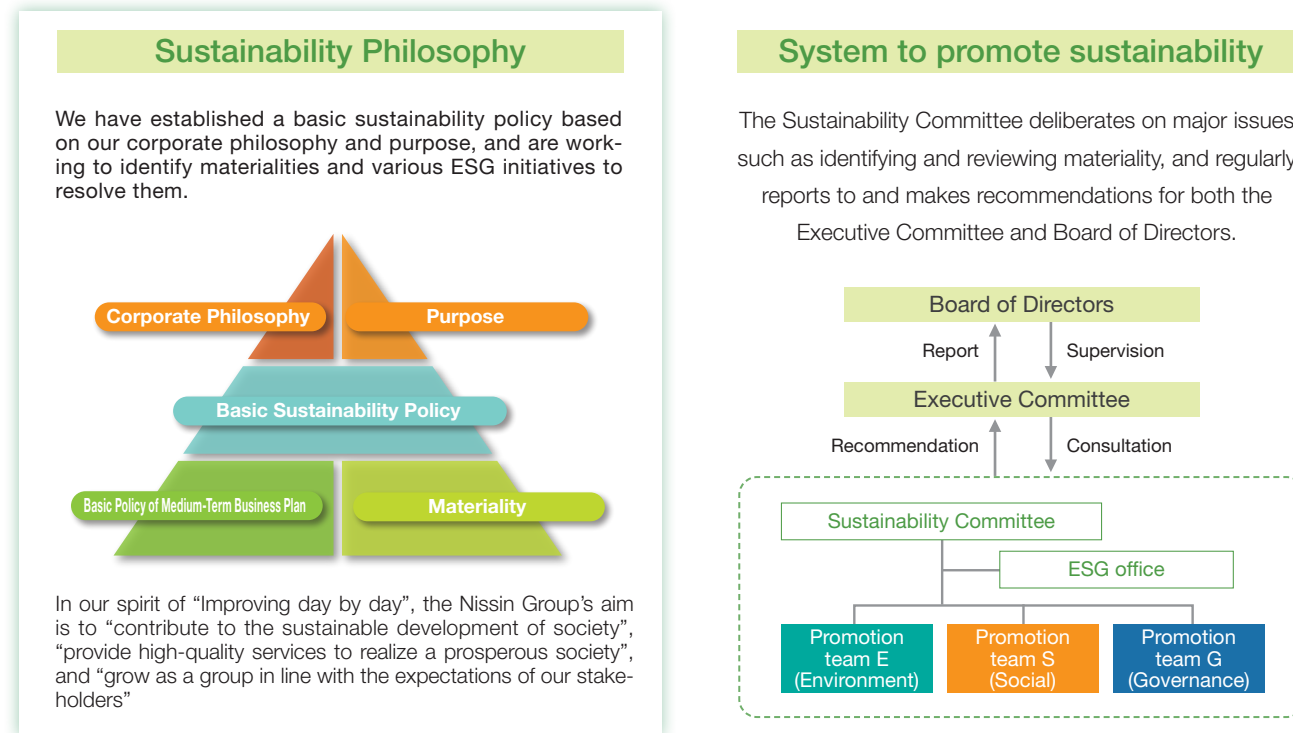 Sustainability Philosophy
We have established a basic sustainability policy based
on our corporate philosophy and purpose, and are work-
ing to identify materialities and various ESG initiatives to
resolve them.
Corporate Philosophy
Purpose
Basic Sustainability Policy
Basic Policy of Medium-Term Business Plan
Materiality
In our spirit of “Improving day by day”, the Nissin Group’s aim
is to “contribute to the sustainable development of society”,
“provide high-quality services to realize a prosperous society”,
and “grow as a group in line with the expectations of our stake-
holders”
System to promote sustainability
The Sustainability Committee deliberates on major issues
such as identifying and reviewing materiality, and regularly
reports to and makes recommendations for both the
Executive Committee and Board of Directors.
Board of Directors
Report
Supervision
Executive Committee
Recommendation
Consultation
Sustainability Committee
ESG office
Promotion
team E
(Environment)
Promotion
team S
(Social)
Promotion
team G
(Governance)